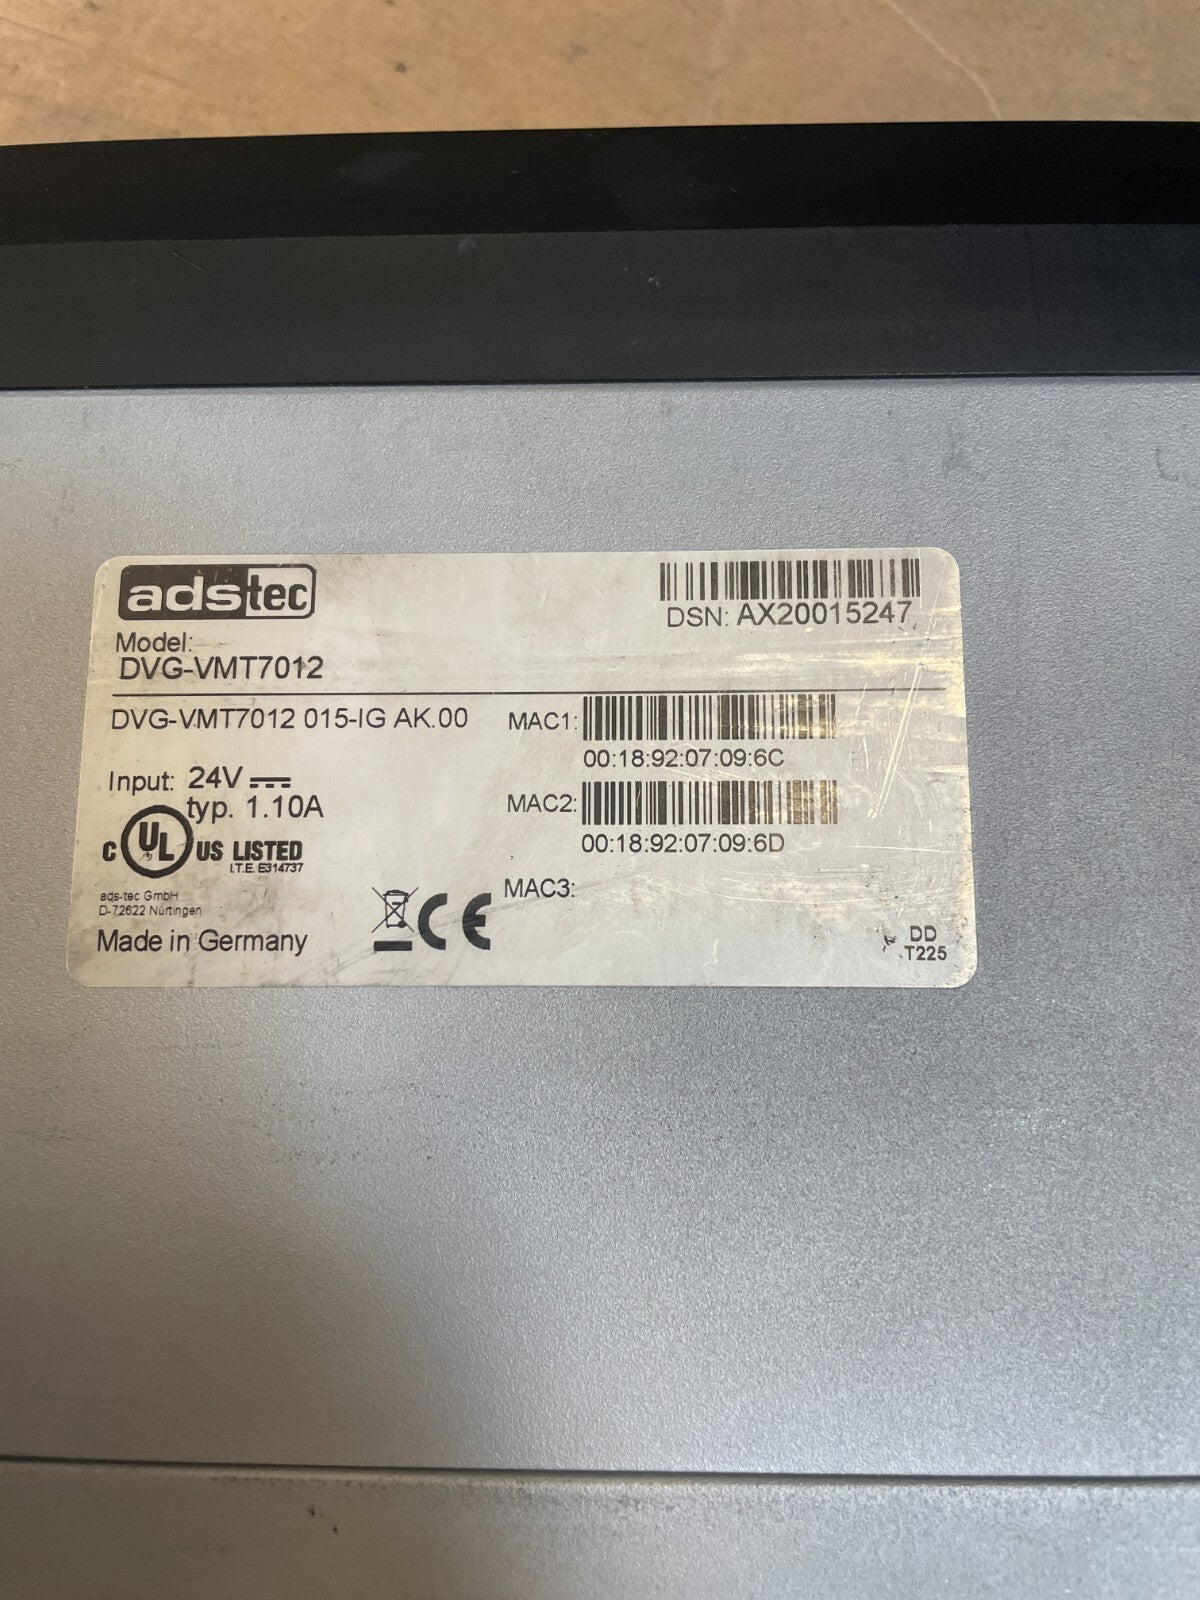 adstec
DSN: AX20015247
Model:
DVG-VMT7012
DVG-VMT7012 015-IG AK.00
MAC1:
00:18:92:07:09:6C
Input: 24V
typ. 1.10A
MAC2:
00:18:92:07:09:6D
C UL US LISTED
I.T.E. E314737
MAC3:
ads-tec GmbH
D-72622 Nürtingen
CE
Made in Germany
DD
T225